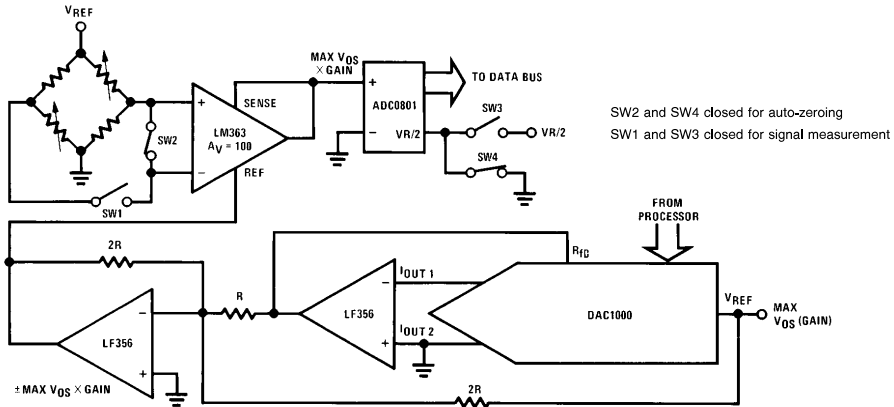 VREF
MAX VOS
× GAIN
+
ADC0801
−
VR/2
TO DATA BUS
SW3
VR/2
SW4
SW2 and SW4 closed for auto-zeroing
SW1 and SW3 closed for signal measurement
+
SENSE
LM363
AV = 100
−
REF
SW2
SW1
FROM
PROCESSOR
2R
R
RfB
IOUT 1
−
LF356
IOUT 2
+
DAC1000
VREF
MAX
VOS (GAIN)
−
LF356
+
± MAX VOS × GAIN
2R